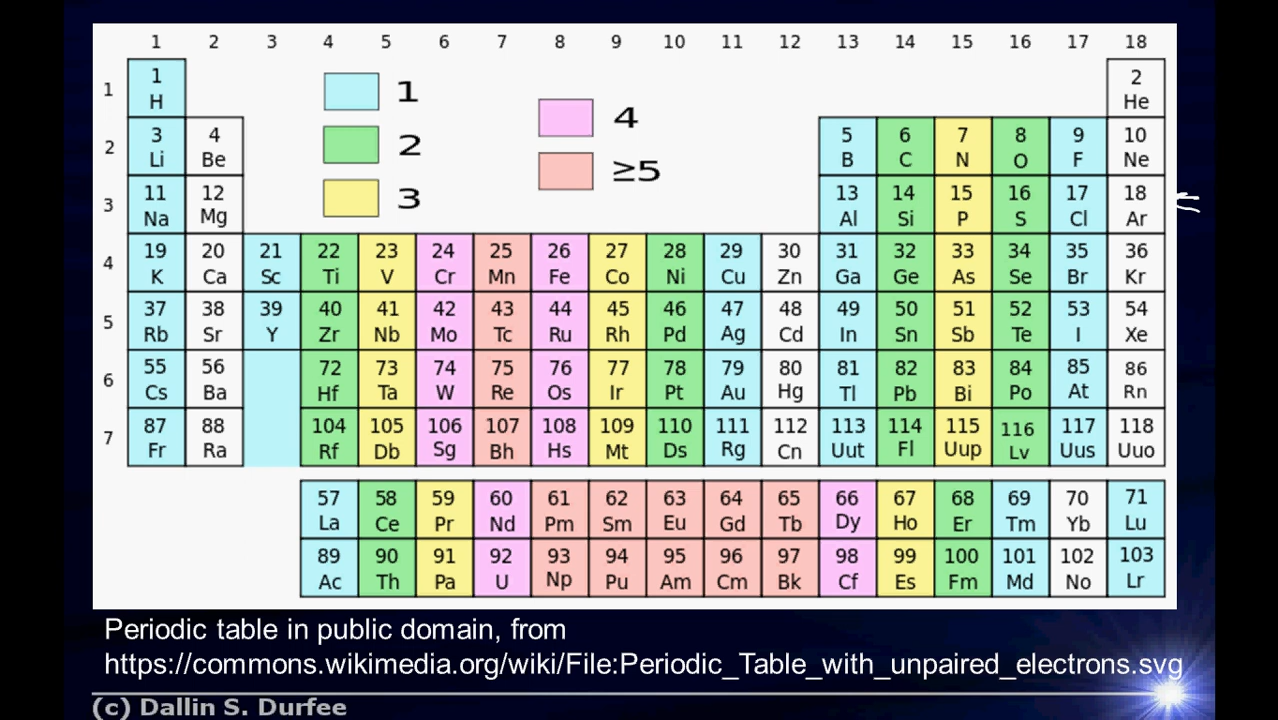 1 2 3 4 5 6 7 8 9 10 11 12 13 14 15 16 17 18
1 2
1 H He
1
2
3
4
≥5
3 4 5 6 7 8 9 10
2 Li Be B C N O F Ne
11 12 13 14 15 16 17 18
3 Na Mg Al Si P S Cl Ar
19 20 21 22 23 24 25 26 27 28 29 30 31 32 33 34 35 36
4 K Ca Sc Ti V Cr Mn Fe Co Ni Cu Zn Ga Ge As Se Br Kr
37 38 39 40 41 42 43 44 45 46 47 48 49 50 51 52 53 54
5 Rb Sr Y Zr Nb Mo Tc Ru Rh Pd Ag Cd In Sn Sb Te I Xe
55 56 72 73 74 75 76 77 78 79 80 81 82 83 84 85 86
6 Cs Ba Hf Ta W Re Os Ir Pt Au Hg Tl Pb Bi Po At Rn
87 88 104 105 106 107 108 109 110 111 112 113 114 115 116 117 118
7 Fr Ra Rf Db Sg Bh Hs Mt Ds Rg Cn Uut Fl Uup Lv Uus Uuo
57 58 59 60 61 62 63 64 65 66 67 68 69 70 71
La Ce Pr Nd Pm Sm Eu Gd Tb Dy Ho Er Tm Yb Lu
89 90 91 92 93 94 95 96 97 98 99 100 101 102 103
Ac Th Pa U Np Pu Am Cm Bk Cf Es Fm Md No Lr
Periodic table in public domain, from
https://commons.wikimedia.org/wiki/File:Periodic_Table_with_unpaired_electrons.svg
(c) Dallin S. Durfee